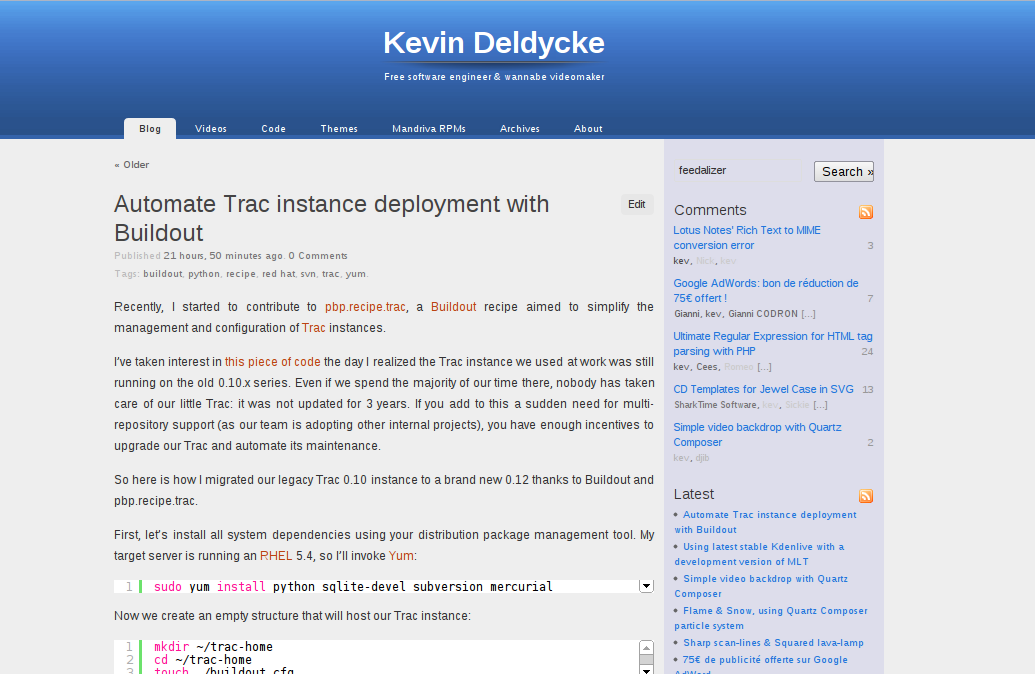 Kevin Deldycke
Free software engineer & wannabe videomaker
Blog Videos Code Themes Mandriva RPMs Archives About
« Older
Automate Trac instance deployment with
Buildout
Edit
Published 21 hours, 50 minutes ago. 0 Comments
Tags: buildout, python, recipe, red hat, svn, trac, yum.
Recently, I started to contribute to pbp.recipe.trac, a Buildout recipe aimed to simplify the
management and configuration of Trac instances.
I've taken interest in this piece of code the day I realized the Trac instance we used at work was still
running on the old 0.10.x series. Even if we spend the majority of our time there, nobody has taken
care of our little Trac: it was not updated for 3 years. If you add to this a sudden need for multi-
repository support (as our team is adopting other internal projects), you have enough incentives to
upgrade our Trac and automate its maintenance.
So here is how I migrated our legacy Trac 0.10 instance to a brand new 0.12 thanks to Buildout and
pbp.recipe.trac.
First, let's install all system dependencies using your distribution package management tool. My
target server is running an RHEL 5.4, so I'll invoke Yum:
1 sudo yum install python sqlite-devel subversion mercurial
Now we create an empty structure that will host our Trac instance:
1 mkdir ~/trac-home
2 cd ~/trac-home
3 touch ./buildout.cfg
feedalizer
Search »
Comments
Lotus Notes' Rich Text to MIME
conversion error 3
kev, Nick, kev
Google AdWords: bon de réduction de
75€ offert ! 7
Gianni, kev, Gianni CODRON [...]
Ultimate Regular Expression for HTML tag
parsing with PHP 24
kev, Cees, Romeo [...]
CD Templates for Jewel Case in SVG 13
SharkTime Software, kev, Sickle [...]
Simple video backdrop with Quartz
Composer 2
kev, djib
Latest
• Automate Trac instance deployment
with Buildout
• Using latest stable Kdenlive with a
development version of MLT
• Simple video backdrop with Quartz
Composer
• Flame & Snow, using Quartz Composer
particle system
• Sharp scan-lines & Squared lava-lamp
• 75€ de publicité offerte sur Google
AdWord